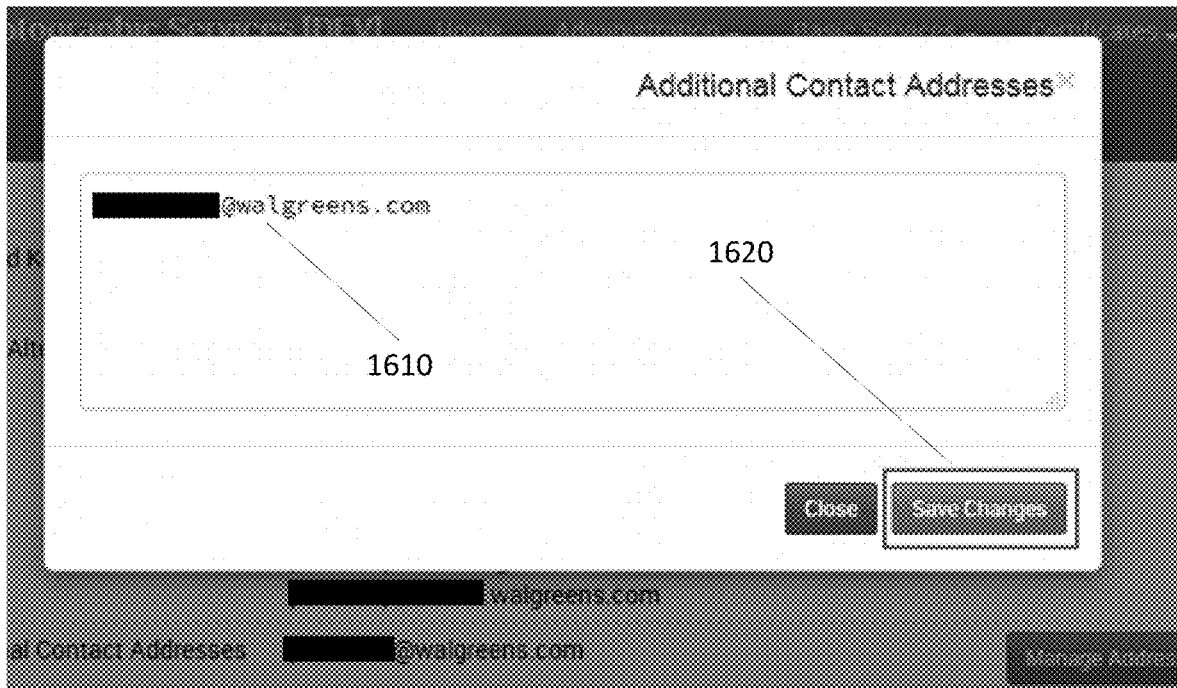 Additional Contact Addresses ×
@walgreens.com
1620
1610
Close
Save Changes
walgreens.com
al Contact Addresses
@walgreens.com